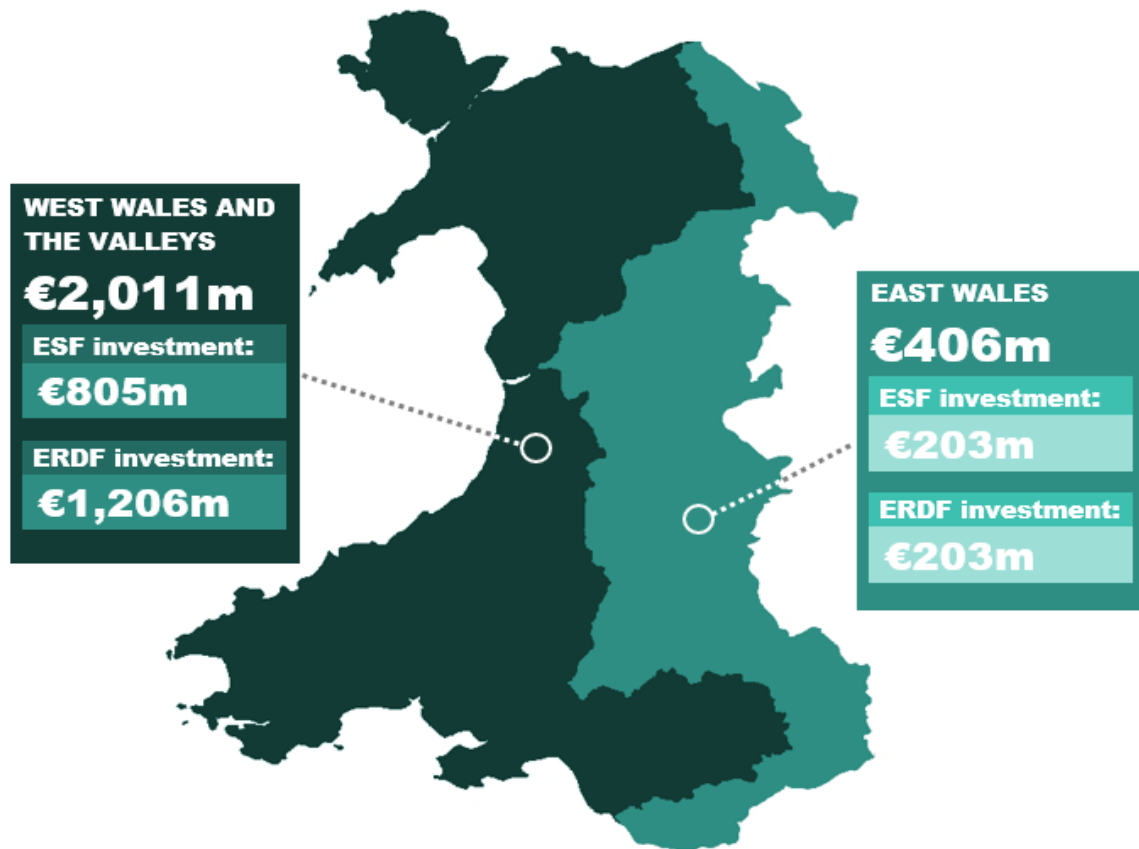 WEST WALES AND
THE VALLEYS
€2,011m
ESF investment:
€805m
ERDF investment:
€1,206m
EAST WALES
€406m
ESF investment:
€203m
ERDF investment:
€203m